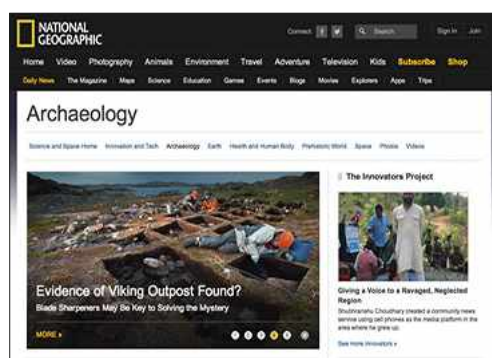 NATIONAL
GEOGRAPHIC
Connect
Search
Sign In Join
Home Video Photography Animals Environment Travel Adventure Television Kids Subscribe Shop
Daily News The Magazine Maps Science Education Games Events Blogs Movies Explorers Apps Trips
Archaeology
Science and Space Home Innovation and Tech Archaeology Earth Health and Human Body Prehistoric World Space Photos Videos
The Innovators Project
Evidence of Viking Outpost Found?
Blade Sharpeners May Be Key to Solving the Mystery
MORE »
1 2 3 4 5
Giving a Voice to a Ravaged, Neglected
Region
Shubhranshu Choudhary created a community news
service using cell phones as the media platform in the
area where he grew up.
See more innovators »